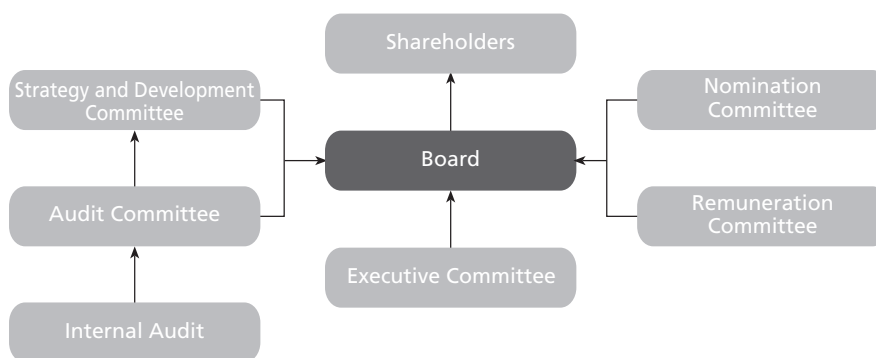 Shareholders
Strategy and Development
Committee
Nomination
Committee
Board
Audit Committee
Remuneration
Committee
Executive Committee
Internal Audit